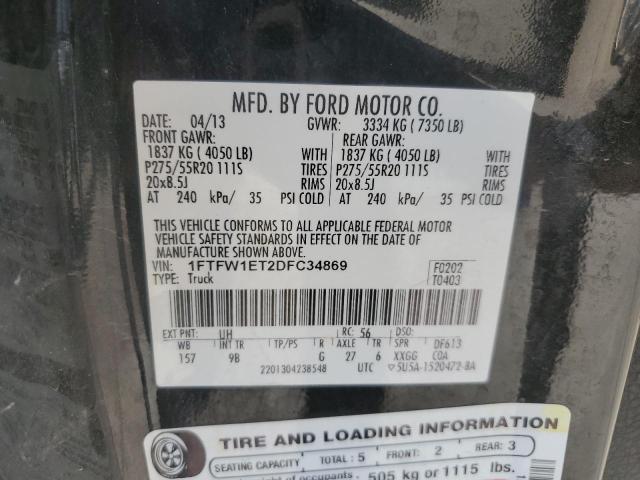 MFD. BY FORD MOTOR CO.
DATE: 04/13 GVWR: 3334 KG ( 7350 LB)
FRONT GAWR: REAR GAWR:
1837 KG ( 4050 LB) WITH 1837 KG ( 4050 LB) WITH
P275/55R20 111S TIRES P275/55R20 111S TIRES
20x8.5J RIMS 20x8.5J RIMS
AT 240 kPa/ 35 PSI COLD AT 240 kPa/ 35 PSI COLD
THIS VEHICLE CONFORMS TO ALL APPLICABLE FEDERAL MOTOR
VEHICLE SAFETY STANDARDS IN EFFECT ON THE DATE OF
MANUFACTURE SHOWN ABOVE.
VIN: 1FTFW1ET2DFC34869 F0202
TYPE: Truck T0403
EXT PNT: UH RC: 56 DSO:
WB INT TR TP/PS R AXLE TR SPR DF613
157 9B G 27 6 XXGG COA
2201304238548 UTC ▽5U5A-1520472-BA
TIRE AND LOADING INFORMATION
SEATING CAPACITY TOTAL: 5 FRONT: 2 REAR: 3
of occupants 505 kg or 1115 lbs.